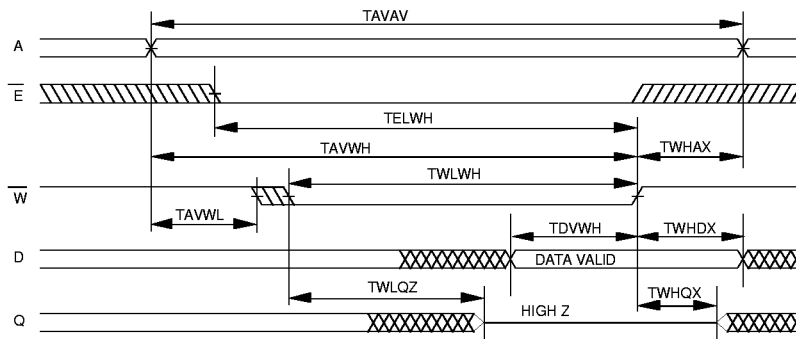 TAVAV
A
E
TELWH
TAVWH TWHAX
TWLWH
W
TAVWL TDVWH TWHDX
D DATA VALID
TWLQZ TWHQX
HIGH Z
Q